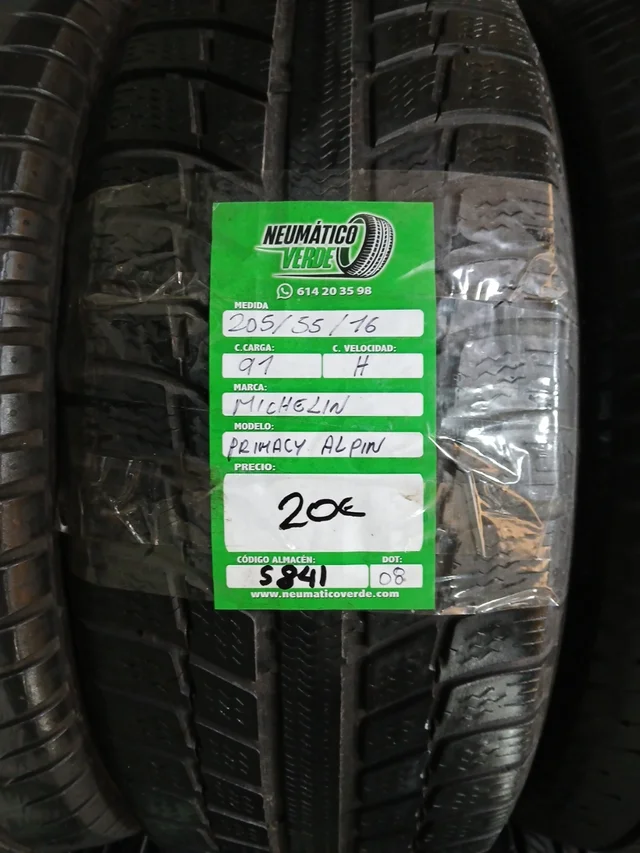 NEUMÁTICO
VERDE
614 20 35 98
MEDIDA
205/55/16
C.CARGA: C. VELOCIDAD:
91 H
MARCA:
MICHELIN
MODELO:
PRIMACY ALPIN
PRECIO:
20€
CÓDIGO ALMACÉN: DOT:
S841 08
www.neumaticoverde.com